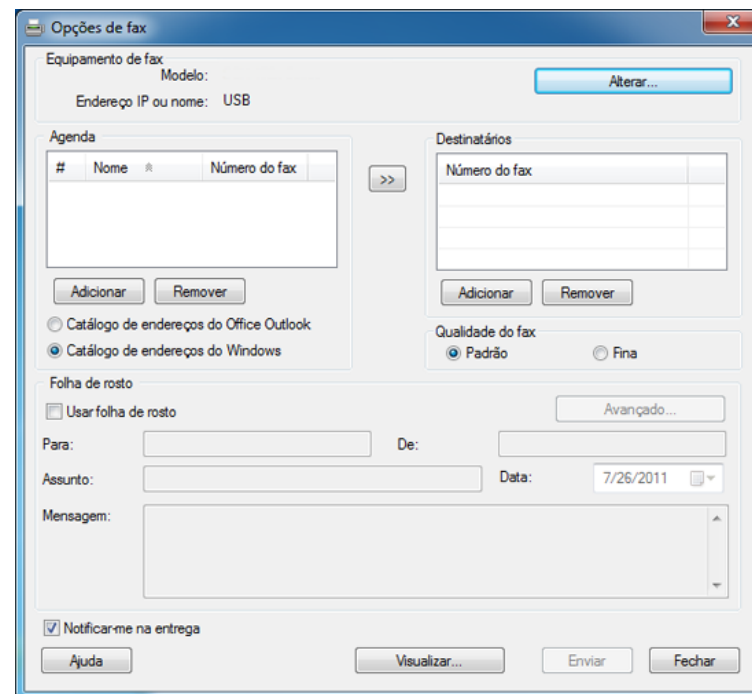 Opções de fax
Equipamento de fax
Modelo:
Alterar...
Endereço IP ou nome: USB
Agenda
# Nome Número do fax
>>
Adicionar Remover
Catálogo de endereços do Office Outlook
Catálogo de endereços do Windows
Destinatários
Número do fax
Adicionar Remover
Qualidade do fax
Padrão Fina
Folha de rosto
Usar folha de rosto Avançado...
Para: De:
Assunto: Data: 7/26/2011
Mensagem:
Notificar-me na entrega
Ajuda Visualizar... Enviar Fechar